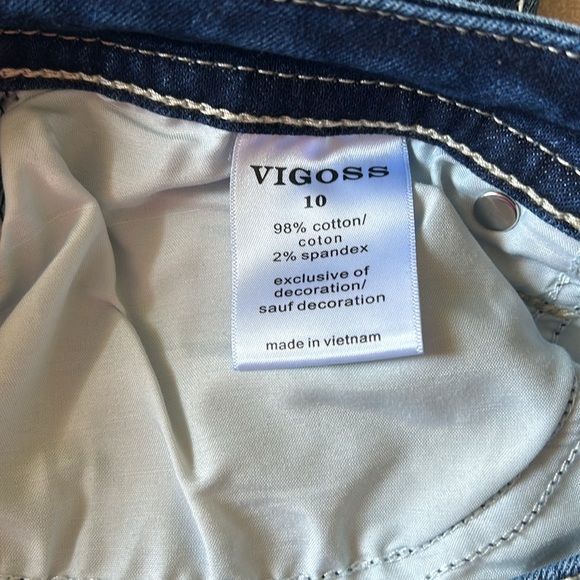 VIGOSS
10
98% cotton/
coton
2% spandex
exclusive of
decoration/
sauf decoration
made in vietnam